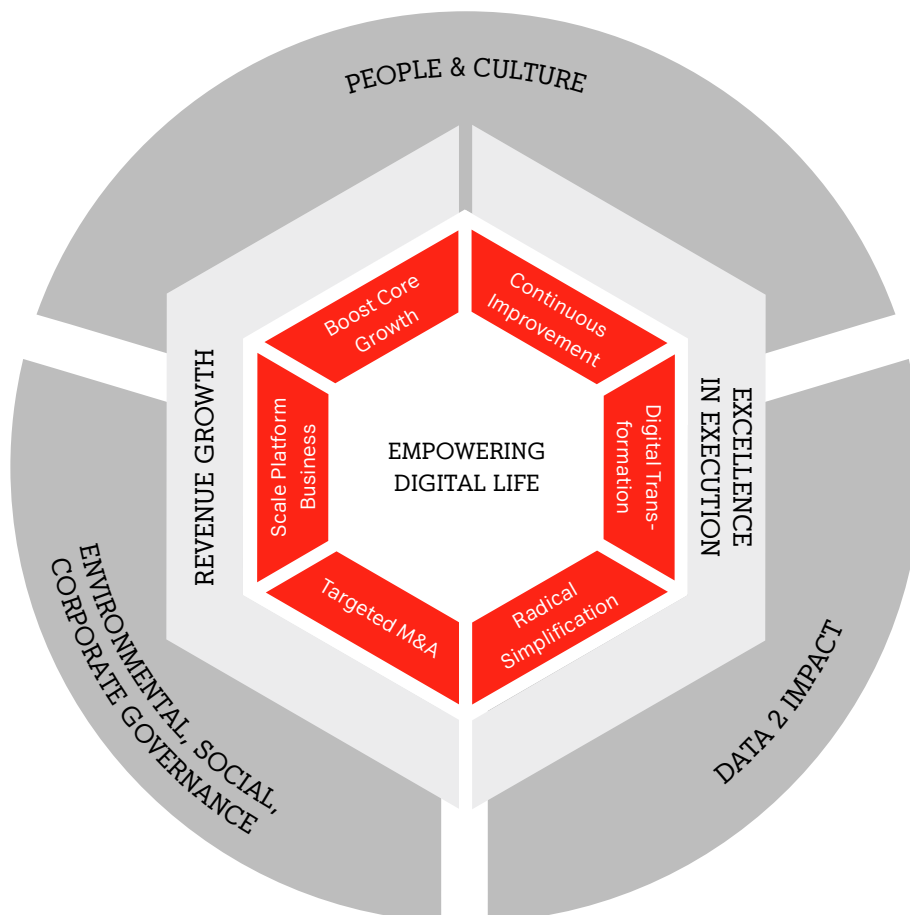 PEOPLE & CULTURE
Boost Core
Growth
Continuous
Improvement
REVENUE GROWTH
Scale Platform
Business
EMPOWERING
DIGITAL LIFE
Digital Trans-
formation
EXCELLENCE
IN EXECUTION
Targeted M&A
Radical
Simplification
ENVIRONMENTAL, SOCIAL,
CORPORATE GOVERNANCE
DATA 2 IMPACT